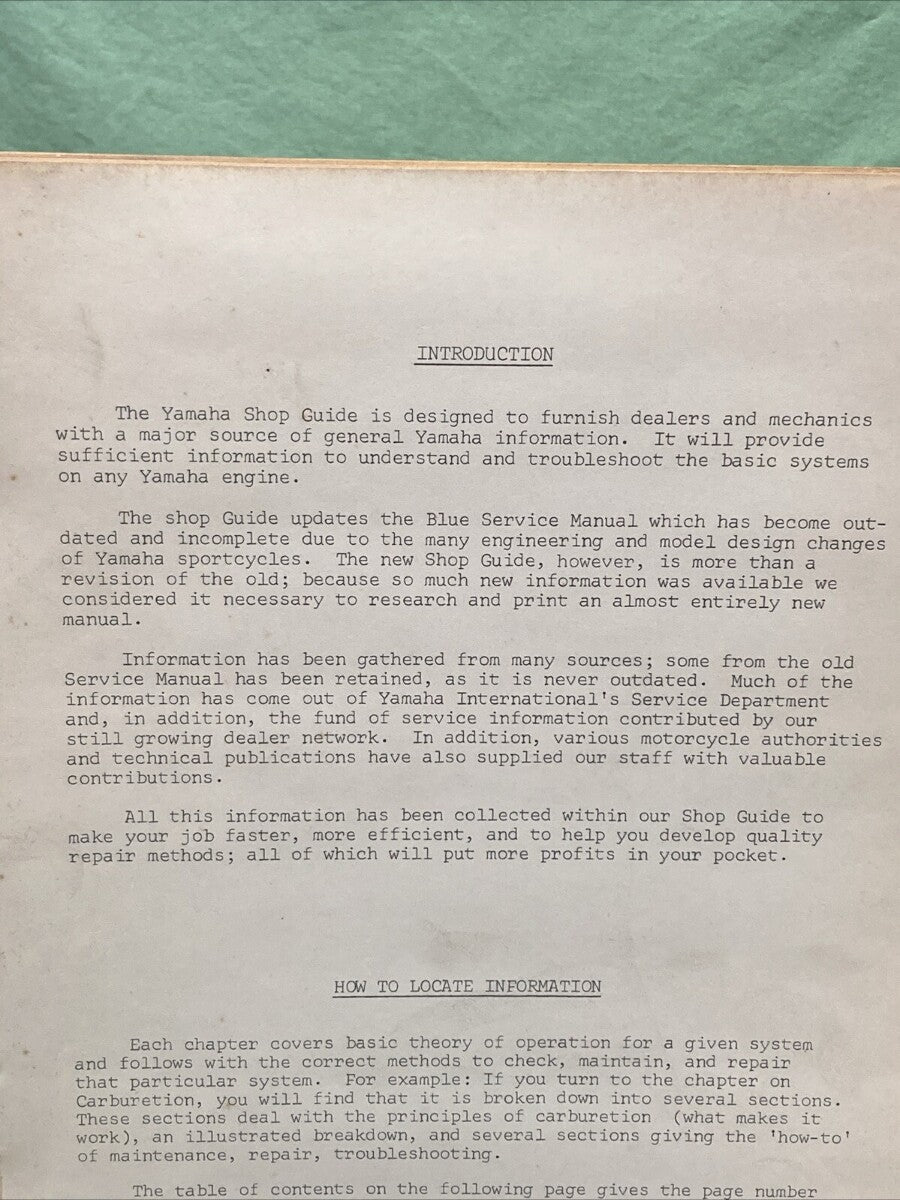 INTRODUCTION
The Yamaha Shop Guide is designed to furnish dealers and mechanics
with a major source of general Yamaha information.  It will provide
sufficient information to understand and troubleshoot the basic systems
on any Yamaha engine.
The shop Guide updates the Blue Service Manual which has become out-
dated and incomplete due to the many engineering and model design changes
of Yamaha sportcycles.  The new Shop Guide, however, is more than a
revision of the old; because so much new information was available we
considered it necessary to research and print an almost entirely new
manual.
Information has been gathered from many sources; some from the old
Service Manual has been retained, as it is never outdated.  Much of the
information has come out of Yamaha International's Service Department
and, in addition, the fund of service information contributed by our
still growing dealer network.  In addition, various motorcycle authorities
and technical publications have also supplied our staff with valuable
contributions.
All this information has been collected within our Shop Guide to
make your job faster, more efficient, and to help you develop quality
repair methods; all of which will put more profits in your pocket.
HOW TO LOCATE INFORMATION
Each chapter covers basic theory of operation for a given system
and follows with the correct methods to check, maintain, and repair
that particular system.  For example: If you turn to the chapter on
Carburetion, you will find that it is broken down into several sections.
These sections deal with the principles of carburetion  (what makes it
work), an illustrated breakdown, and several sections giving the 'how-to'
of maintenance, repair, troubleshooting.
The table of contents on the following page gives the page number